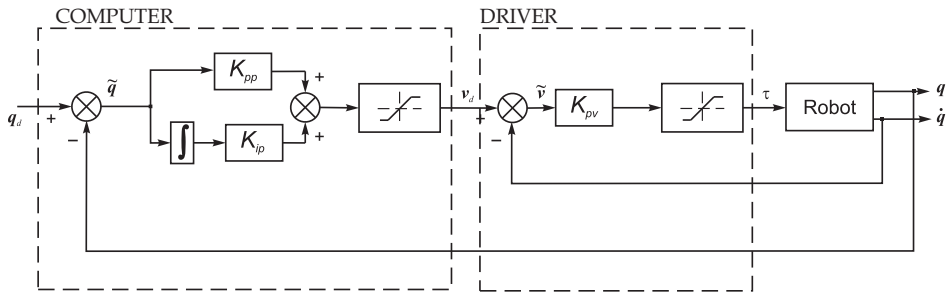 COMPUTER
DRIVER
q̃
K_pp
+
v_d
ṽ
K_pv
τ
Robot
q
q̇
q_d
+
−
∫
K_ip
+
+
−